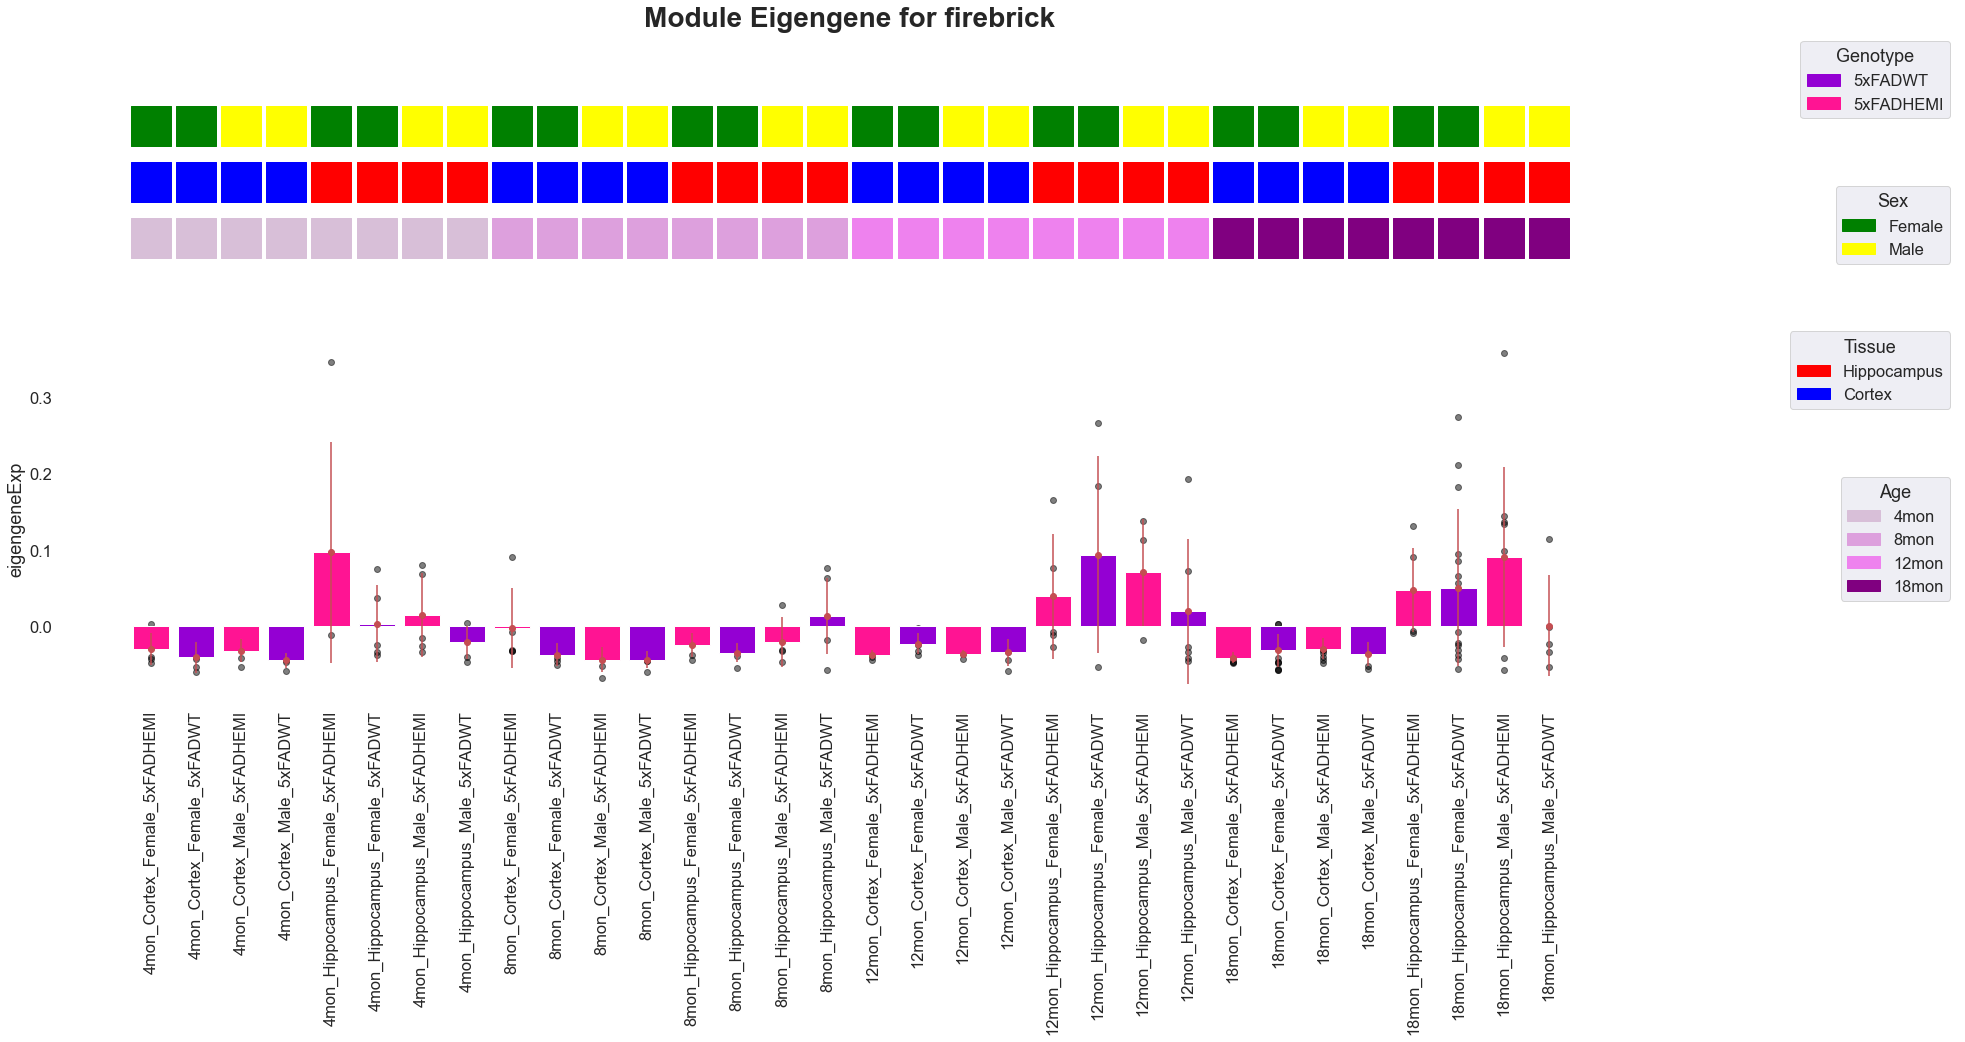 Module Eigengene for firebrick
Genotype
5xFADWT
5xFADHEMI
Sex
Female
Male
Tissue
Hippocampus
Cortex
Age
4mon
8mon
12mon
18mon
eigengeneExp
0.3
0.2
0.1
0.0
4mon_Cortex_Female_5xFADHEMI
4mon_Cortex_Female_5xFADWT
4mon_Cortex_Male_5xFADHEMI
4mon_Cortex_Male_5xFADWT
4mon_Hippocampus_Female_5xFADHEMI
4mon_Hippocampus_Female_5xFADWT
4mon_Hippocampus_Male_5xFADHEMI
4mon_Hippocampus_Male_5xFADWT
8mon_Cortex_Female_5xFADHEMI
8mon_Cortex_Female_5xFADWT
8mon_Cortex_Male_5xFADHEMI
8mon_Cortex_Male_5xFADWT
8mon_Hippocampus_Female_5xFADHEMI
8mon_Hippocampus_Female_5xFADWT
8mon_Hippocampus_Male_5xFADHEMI
8mon_Hippocampus_Male_5xFADWT
12mon_Cortex_Female_5xFADHEMI
12mon_Cortex_Female_5xFADWT
12mon_Cortex_Male_5xFADHEMI
12mon_Cortex_Male_5xFADWT
12mon_Hippocampus_Female_5xFADHEMI
12mon_Hippocampus_Female_5xFADWT
12mon_Hippocampus_Male_5xFADHEMI
12mon_Hippocampus_Male_5xFADWT
18mon_Cortex_Female_5xFADHEMI
18mon_Cortex_Female_5xFADWT
18mon_Cortex_Male_5xFADHEMI
18mon_Cortex_Male_5xFADWT
18mon_Hippocampus_Female_5xFADHEMI
18mon_Hippocampus_Female_5xFADWT
18mon_Hippocampus_Male_5xFADHEMI
18mon_Hippocampus_Male_5xFADWT